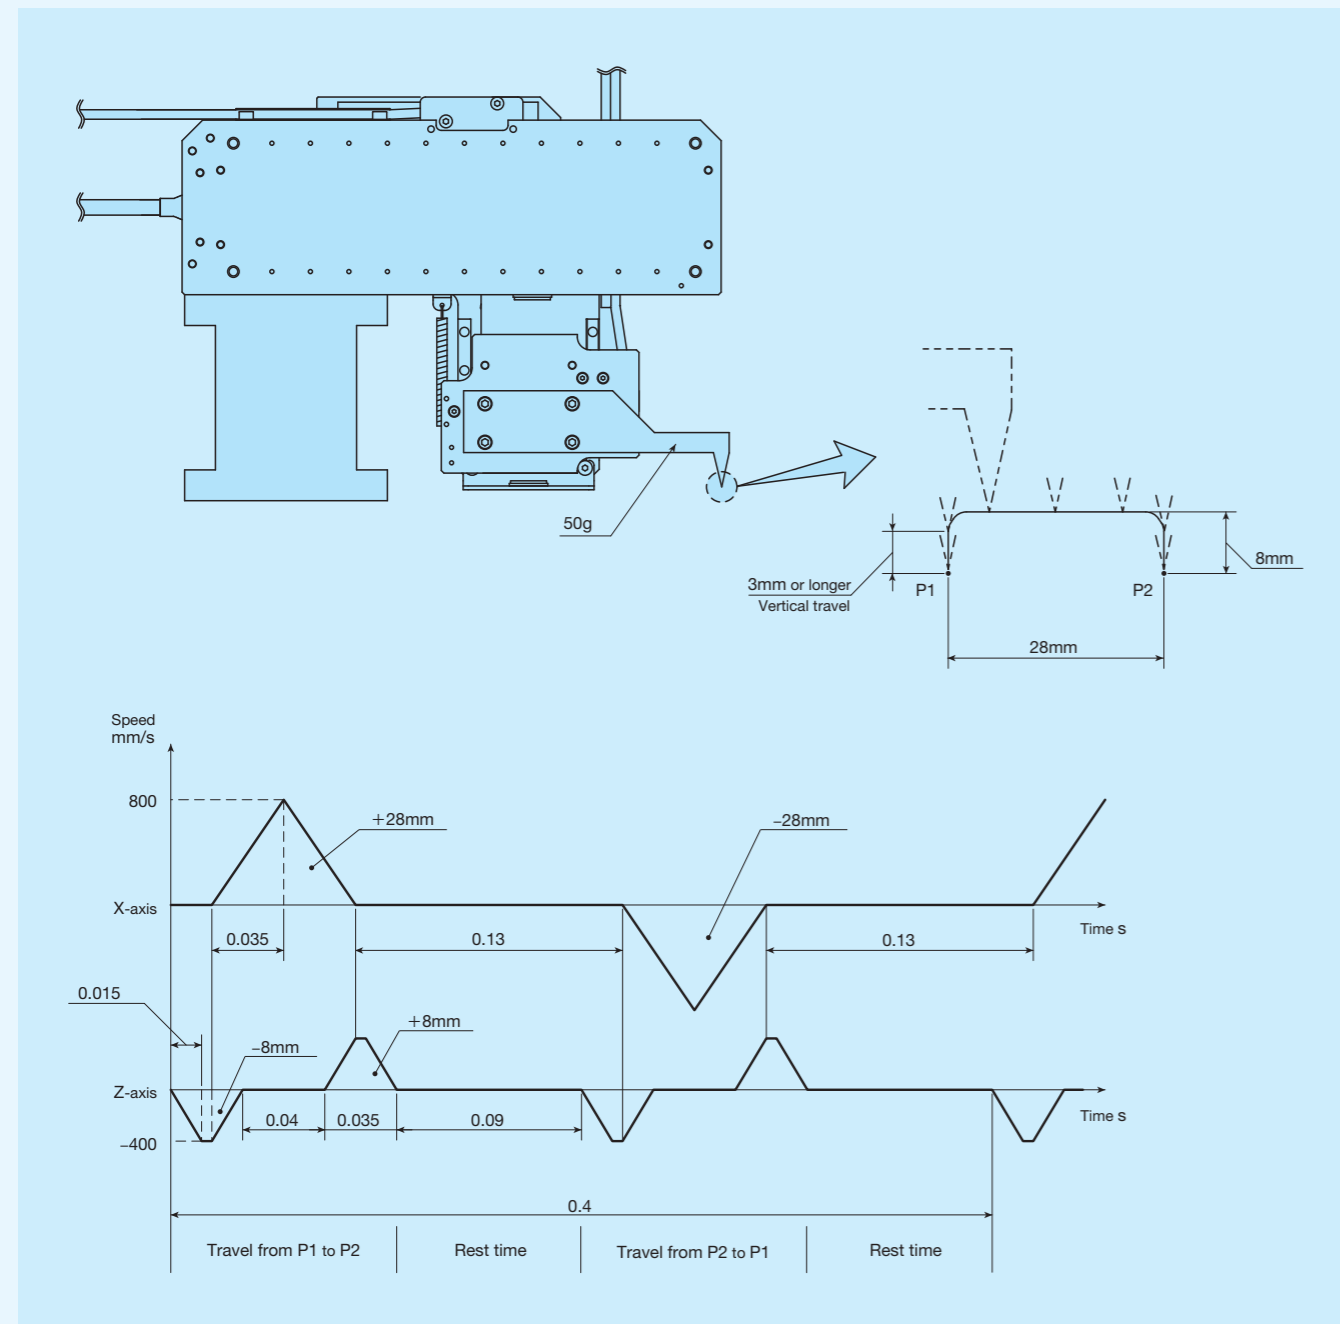 50g
3mm or longer
Vertical travel
P1
P2
8mm
28mm
Speed
mm/s
800
+28mm
−28mm
X-axis
Time s
0.035
0.13
0.13
0.015
+8mm
−8mm
Z-axis
Time s
0.04
0.035
0.09
−400
0.4
Travel from P1 to P2
Rest time
Travel from P2 to P1
Rest time